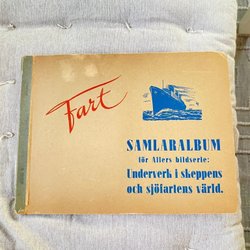 Fart
SAMLARALBUM
för Allers bildserie:
Underverk i skeppens
och sjöfartens värld.